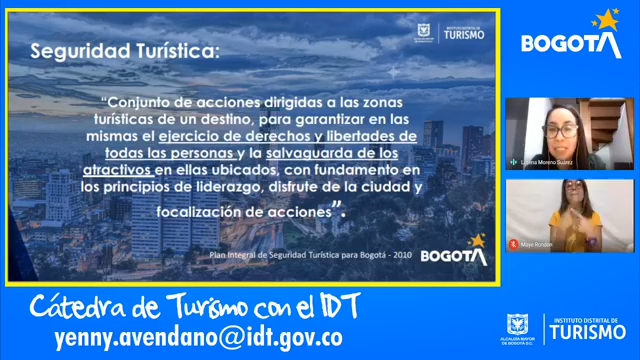 Seguridad Turística:
ALCALDÍA MAYOR
DE BOGOTÁ D.C.
INSTITUTO DISTRITAL DE
TURISMO
“Conjunto de acciones dirigidas a las zonas
turísticas de un destino, para garantizar en las
mismas el ejercicio de derechos y libertades de
todas las personas y la salvaguarda de los
atractivos en ellas ubicados, con fundamento en
los principios de liderazgo, disfrute de la ciudad y
focalización de acciones”.
Plan Integral de Seguridad Turística para Bogotá - 2010
BOGOTÁ
BOGOTÁ
Moreno Suarez
Maye Rondon
Cátedra de Turismo con el IDT
yenny.avendano@idt.gov.co
ALCALDÍA MAYOR
DE BOGOTÁ D.C.
INSTITUTO DISTRITAL DE
TURISMO